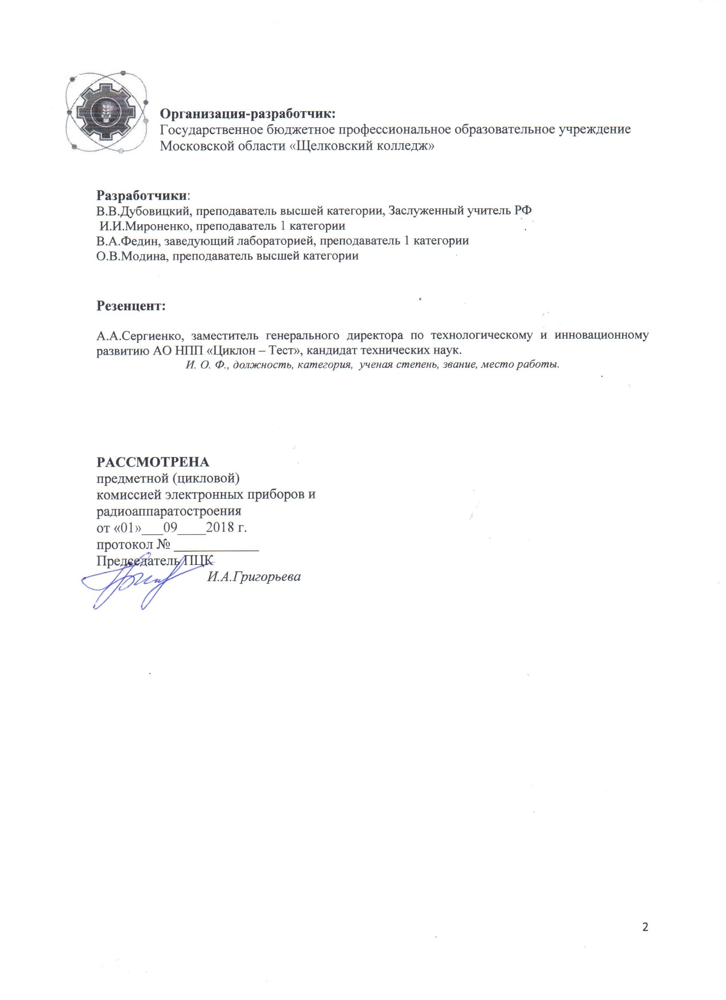 Организация-разработчик:
Государственное бюджетное профессиональное образовательное учреждение
Московской области «Щелковский колледж»
Разработчики:
В.В.Дубовицкий, преподаватель высшей категории, Заслуженный учитель РФ
И.И.Мироненко, преподаватель 1 категории
В.А.Федин, заведующий лабораторией, преподаватель 1 категории
О.В.Модина, преподаватель высшей категории
Резенцент:
А.А.Сергиенко, заместитель генерального директора по технологическому и инновационному
развитию АО НПП «Циклон – Тест», кандидат технических наук.
И. О. Ф., должность, категория, ученая степень, звание, место работы.
РАССМОТРЕНА
предметной (цикловой)
комиссией электронных приборов и
радиоаппаратостроения
от «01»___09____2018 г.
протокол № ____________
Председатель ПЦК
И.А.Григорьева
2